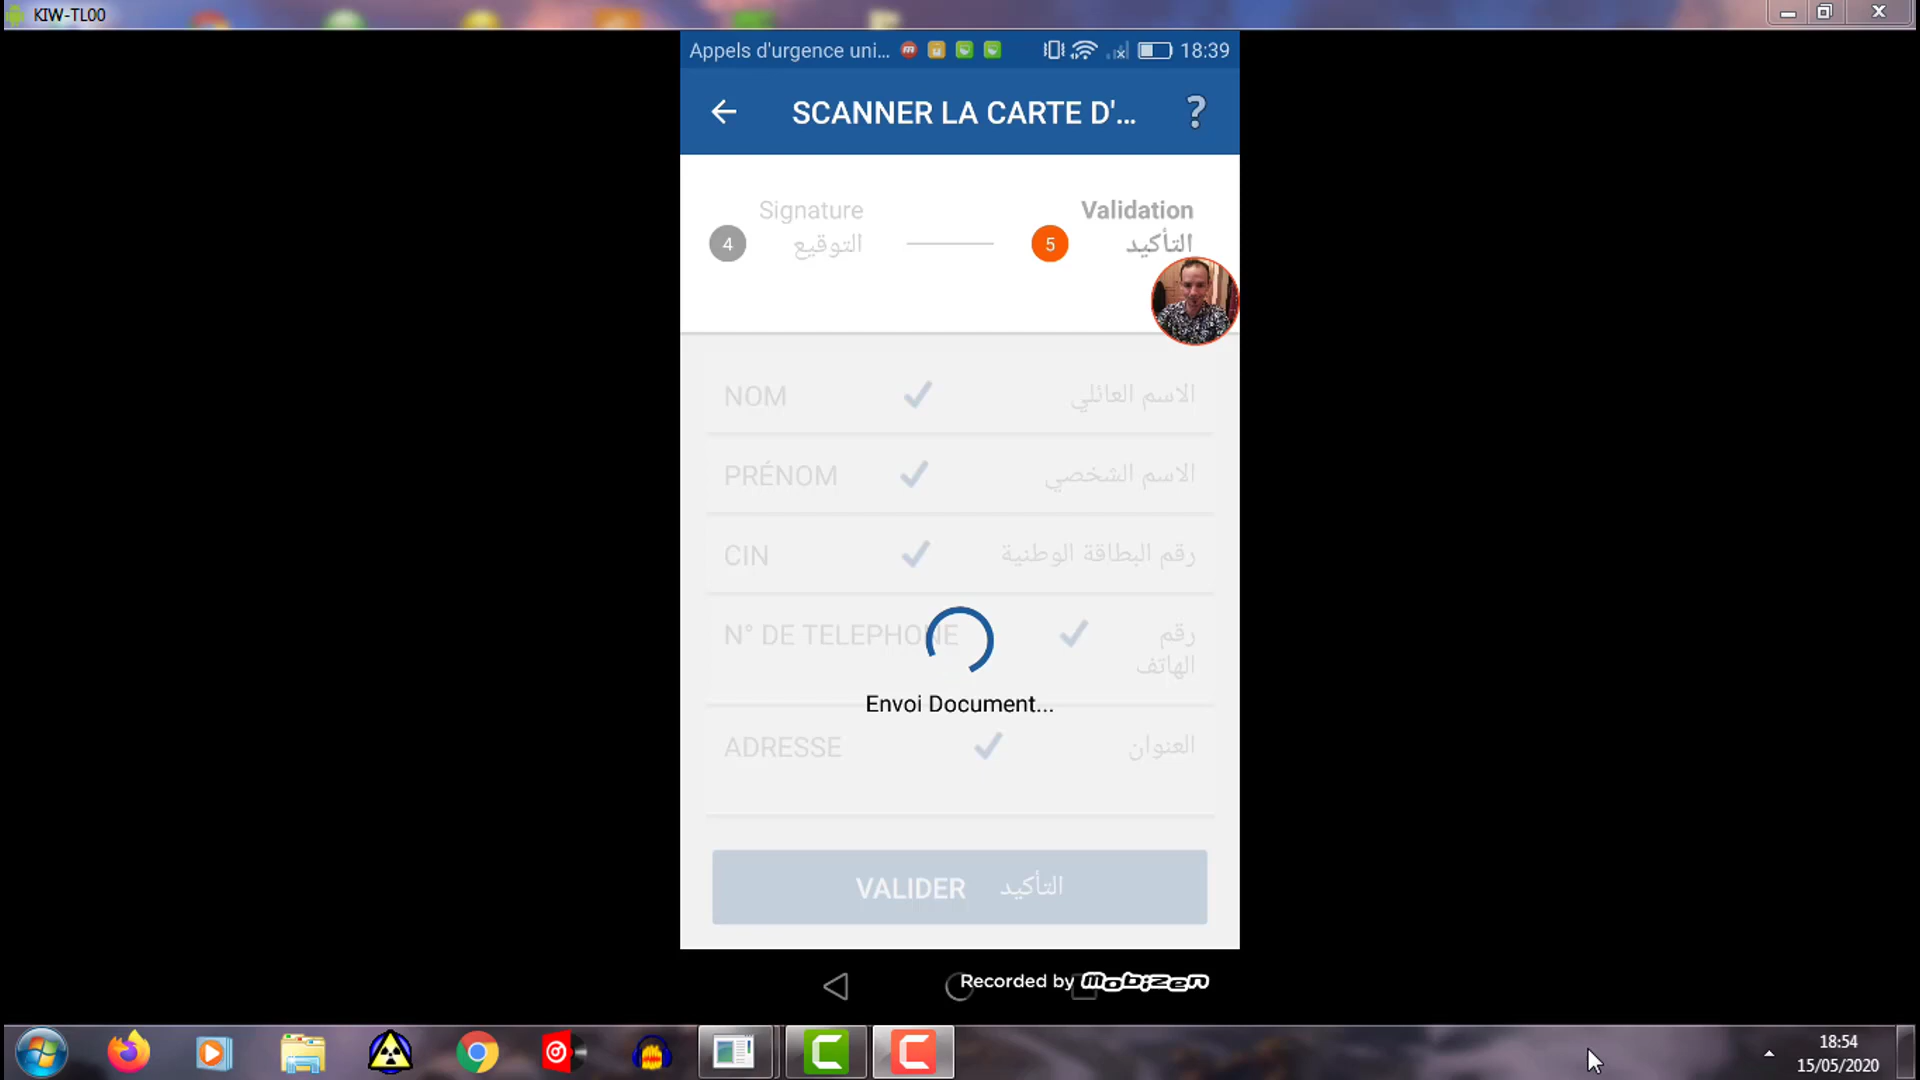 KIW-TL00
Appels d'urgence uni... 18:39
SCANNER LA CARTE D'... ?
Signature
التوقيع
4
Validation
التأكيد
5
NOM الاسم العائلي
PRÉNOM الاسم الشخصي
CIN رقم البطاقة الوطنية
N° DE TELEPHONE رقم
الهاتف
Envoi Document...
ADRESSE العنوان
VALIDER التأكيد
Recorded by mobizen
18:54
15/05/2020